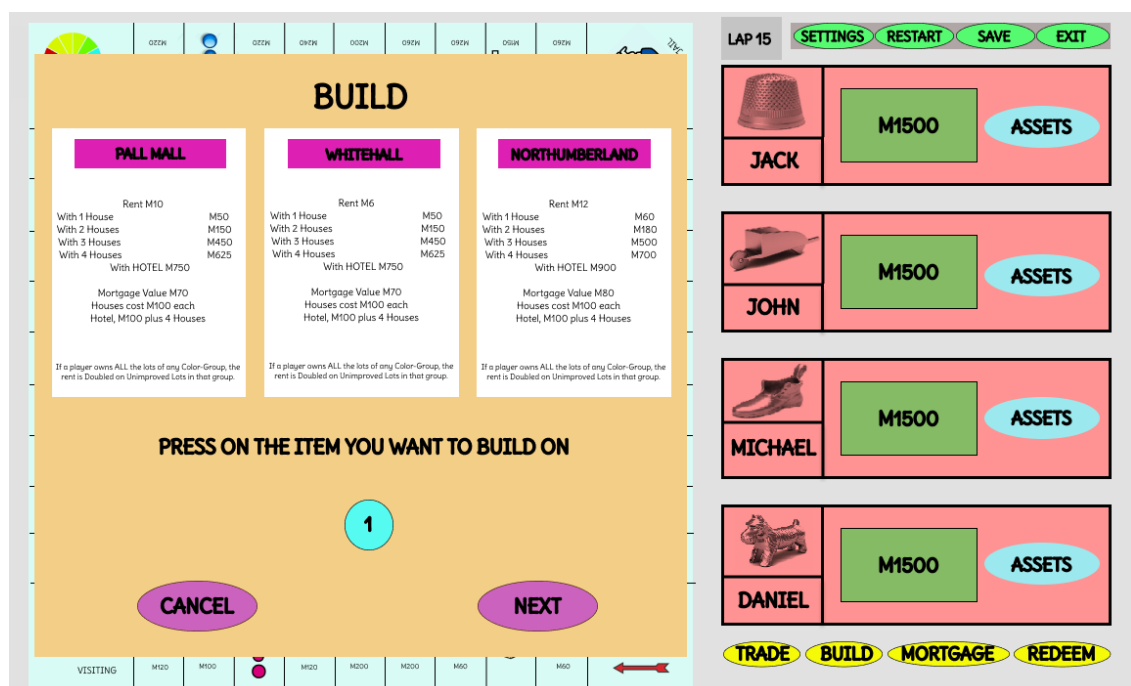 M220
M220
M240
M200
M260
M260
M150
M260
JAIL
LAP 15
SETTINGS
RESTART
SAVE
EXIT
BUILD
PALL MALL
Rent M10
With 1 House M50
With 2 Houses M150
With 3 Houses M450
With 4 Houses M625
With HOTEL M750
Mortgage Value M70
Houses cost M100 each
Hotel, M100 plus 4 Houses
If a player owns ALL the lots of any Color-Group, the
rent is Doubled on Unimproved Lots in that group.
WHITEHALL
Rent M6
With 1 House M50
With 2 Houses M150
With 3 Houses M450
With 4 Houses M625
With HOTEL M750
Mortgage Value M70
Houses cost M100 each
Hotel, M100 plus 4 Houses
If a player owns ALL the lots of any Color-Group, the
rent is Doubled on Unimproved Lots in that group.
NORTHUMBERLAND
Rent M12
With 1 House M60
With 2 Houses M180
With 3 Houses M500
With 4 Houses M700
With HOTEL M900
Mortgage Value M80
Houses cost M100 each
Hotel, M100 plus 4 Houses
If a player owns ALL the lots of any Color-Group, the
rent is Doubled on Unimproved Lots in that group.
PRESS ON THE ITEM YOU WANT TO BUILD ON
1
CANCEL
NEXT
VISITING
M120
M100
M120
M200
M200
M60
M60
JACK
M1500
ASSETS
JOHN
M1500
ASSETS
MICHAEL
M1500
ASSETS
DANIEL
M1500
ASSETS
TRADE
BUILD
MORTGAGE
REDEEM